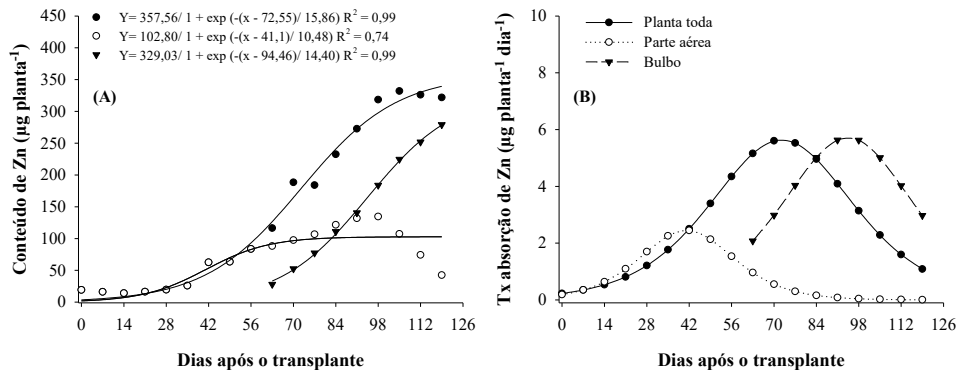 Y= 357,56/ 1 + exp (-(x - 72,55)/ 15,86) R² = 0,99
Y= 102,80/ 1 + exp (-(x - 41,1)/ 10,48) R² = 0,74
Y= 329,03/ 1 + exp (-(x - 94,46)/ 14,40) R² = 0,99
(A)
Conteúdo de Zn (µg planta⁻¹)
450
400
350
300
250
200
150
100
50
0
0 14 28 42 56 70 84 98 112 126
Dias após o transplante
Planta toda
Parte aérea
Bulbo
(B)
Tx absorção de Zn (µg planta⁻¹ dia⁻¹)
10
8
6
4
2
0
0 14 28 42 56 70 84 98 112 126
Dias após o transplante